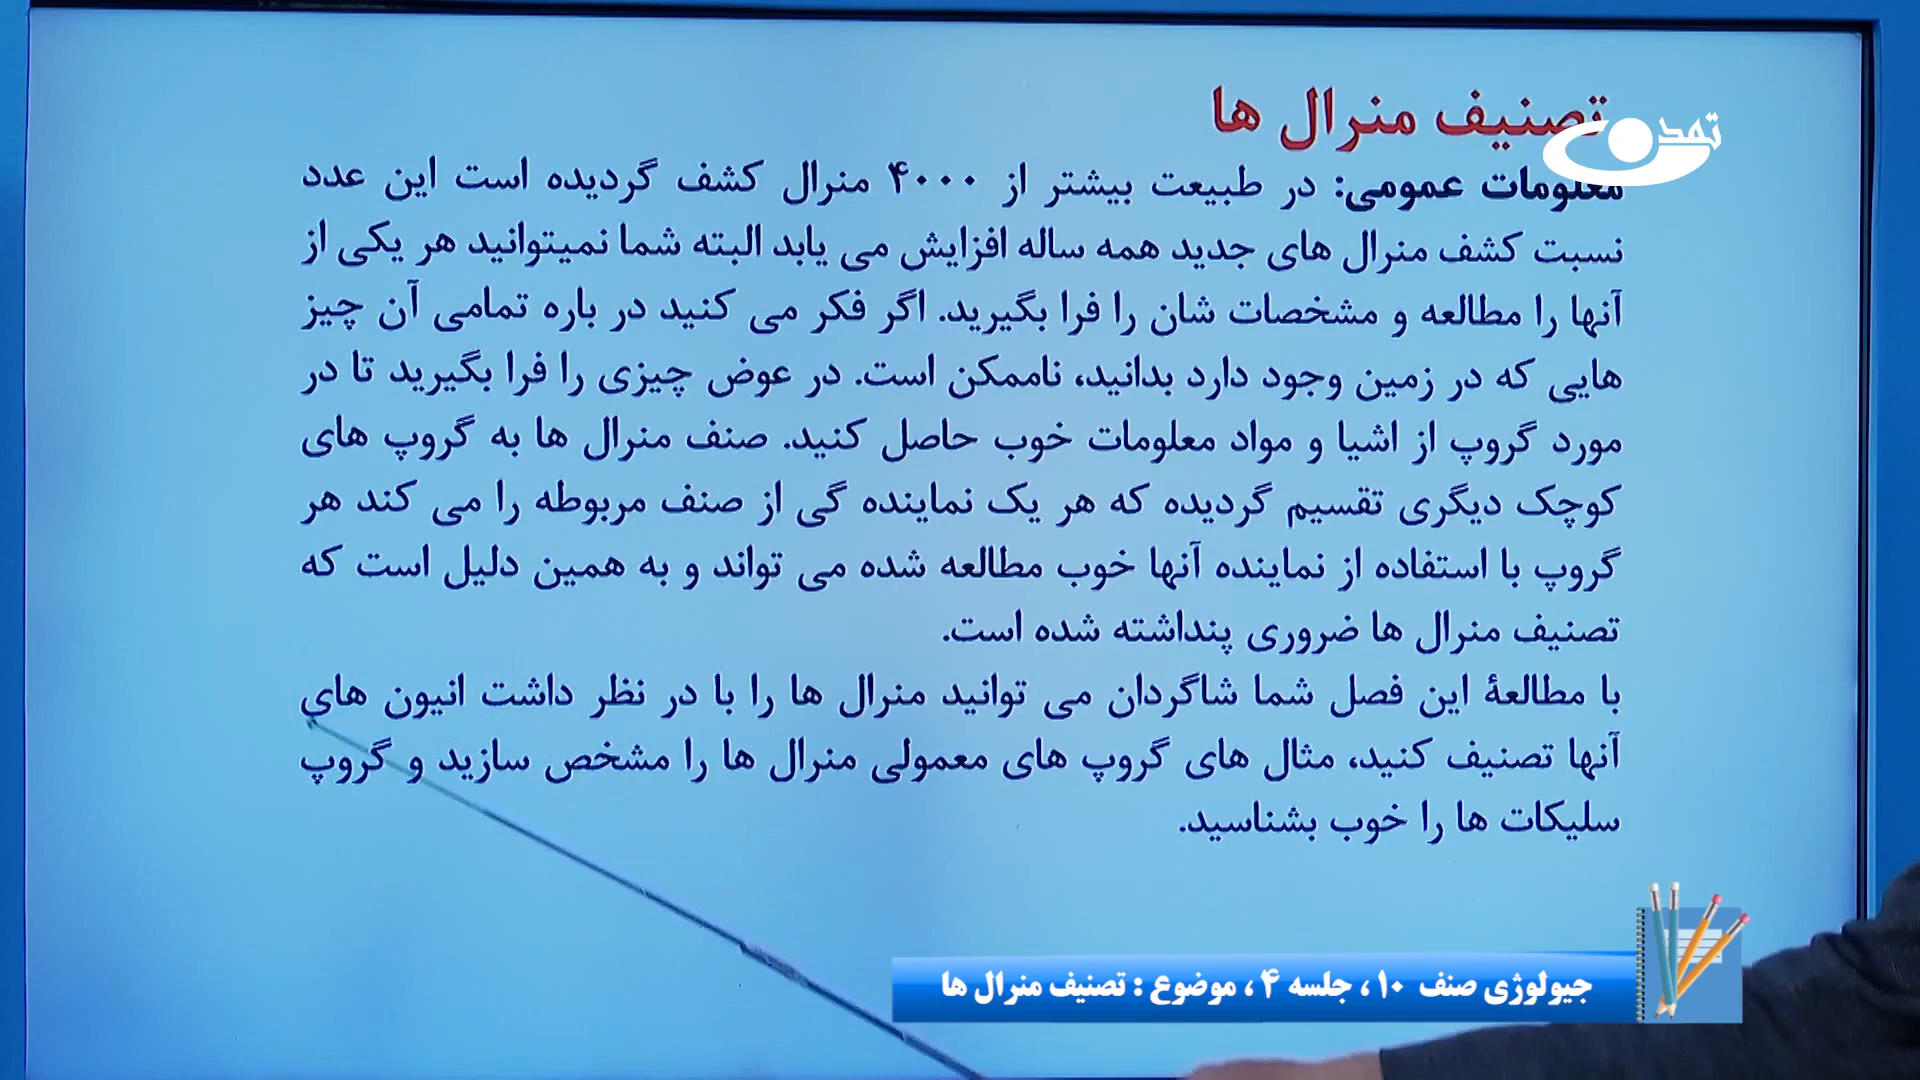 تصنیف منرال ها
تمدن
معلومات عمومی: در طبیعت بیشتر از ۴۰۰۰ منرال کشف گردیده است این عدد
نسبت کشف منرال های جدید همه ساله افزایش می یابد البته شما نمیتوانید هر یکی از
آنها را مطالعه و مشخصات شان را فرا بگیرید. اگر فکر می کنید در باره تمامی آن چیز
هایی که در زمین وجود دارد بدانید، ناممکن است. در عوض چیزی را فرا بگیرید تا در
مورد گروپ از اشیا و مواد معلومات خوب حاصل کنید. صنف منرال ها به گروپ های
کوچک دیگری تقسیم گردیده که هر یک نماینده گی از صنف مربوطه را می کند هر
گروپ با استفاده از نماینده آنها خوب مطالعه شده می تواند و به همین دلیل است که
تصنیف منرال ها ضروری پنداشته شده است.
با مطالعۀ این فصل شما شاگردان می توانید منرال ها را با در نظر داشت انیون های
آنها تصنیف کنید، مثال های گروپ های معمولی منرال ها را مشخص سازید و گروپ
سلیکات ها را خوب بشناسید.
جیولوژی صنف ۱۰ ، جلسه ۴ ، موضوع : تصنیف منرال ها